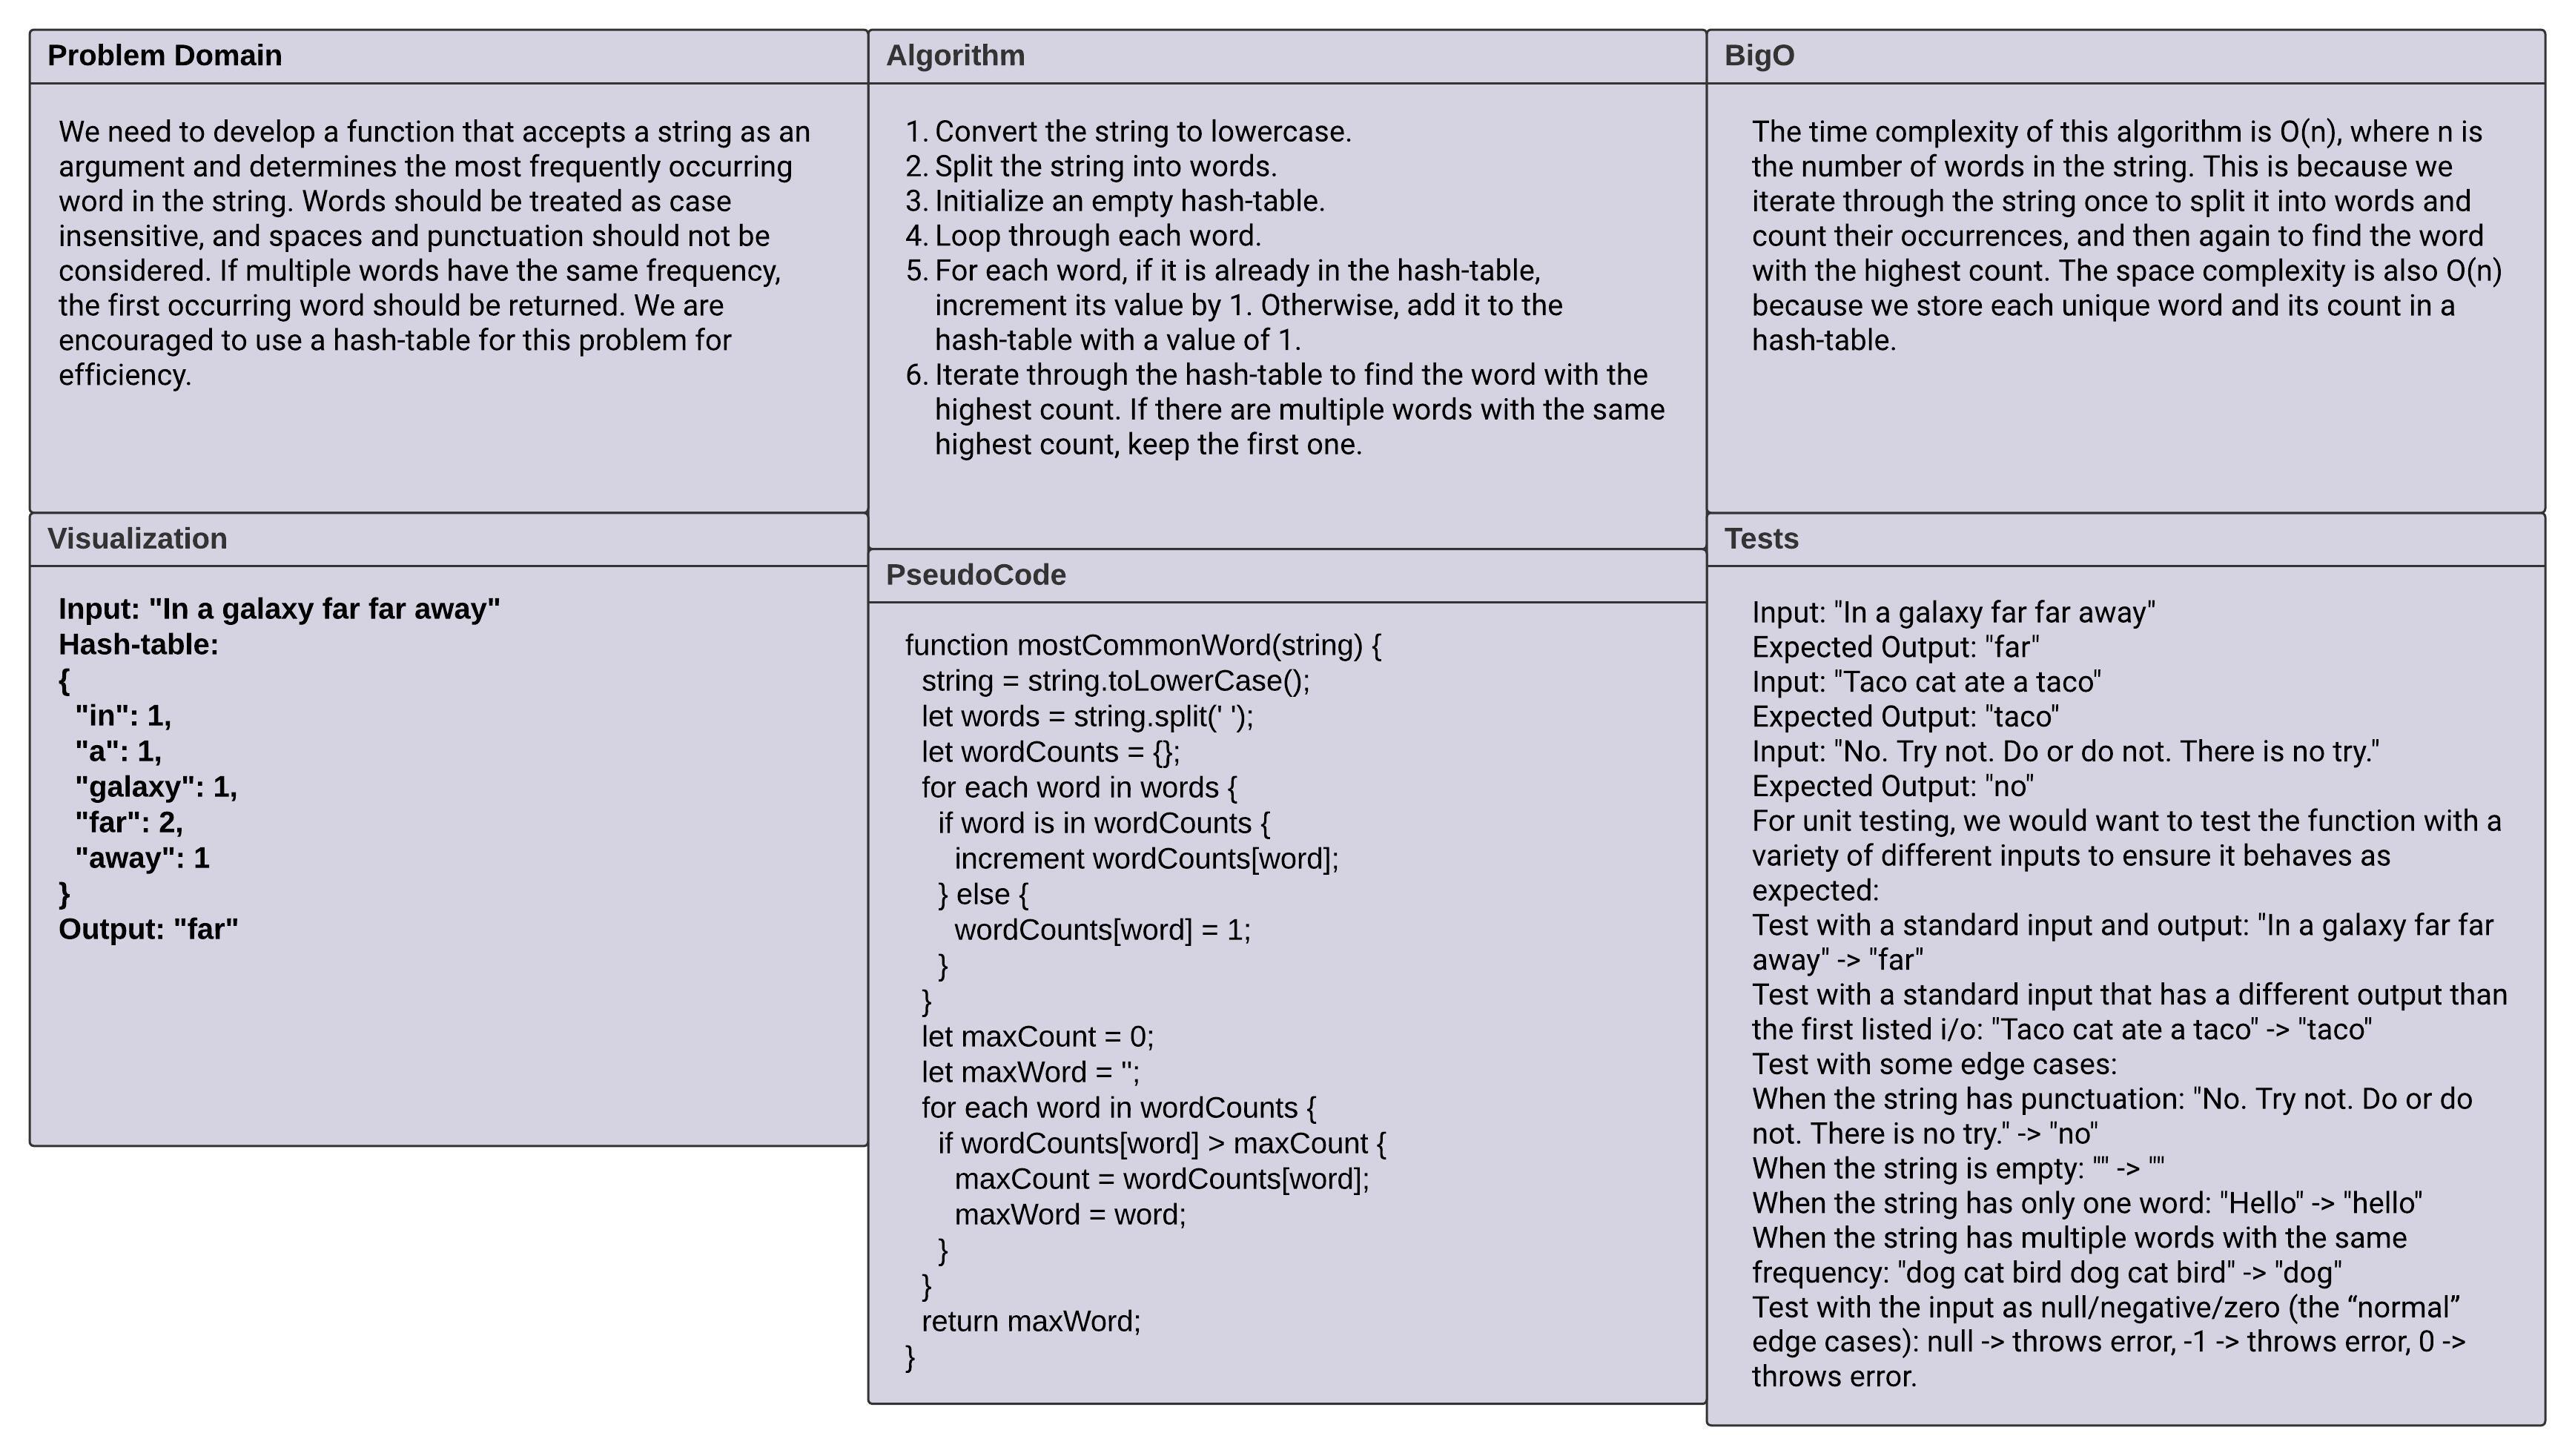 Problem Domain
We need to develop a function that accepts a string as an
argument and determines the most frequently occurring
word in the string. Words should be treated as case
insensitive, and spaces and punctuation should not be
considered. If multiple words have the same frequency,
the first occurring word should be returned. We are
encouraged to use a hash-table for this problem for
efficiency.
Visualization
Input: "In a galaxy far far away"
Hash-table:
{
"in": 1,
"a": 1,
"galaxy": 1,
"far": 2,
"away": 1
}
Output: "far"
Algorithm
1. Convert the string to lowercase.
2. Split the string into words.
3. Initialize an empty hash-table.
4. Loop through each word.
5. For each word, if it is already in the hash-table,
increment its value by 1. Otherwise, add it to the
hash-table with a value of 1.
6. Iterate through the hash-table to find the word with the
highest count. If there are multiple words with the same
highest count, keep the first one.
PseudoCode
function mostCommonWord(string) {
string = string.toLowerCase();
let words = string.split(' ');
let wordCounts = {};
for each word in words {
if word is in wordCounts {
increment wordCounts[word];
} else {
wordCounts[word] = 1;
}
}
let maxCount = 0;
let maxWord = '';
for each word in wordCounts {
if wordCounts[word] > maxCount {
maxCount = wordCounts[word];
maxWord = word;
}
}
return maxWord;
}
BigO
The time complexity of this algorithm is O(n), where n is
the number of words in the string. This is because we
iterate through the string once to split it into words and
count their occurrences, and then again to find the word
with the highest count. The space complexity is also O(n)
because we store each unique word and its count in a
hash-table.
Tests
Input: "In a galaxy far far away"
Expected Output: "far"
Input: "Taco cat ate a taco"
Expected Output: "taco"
Input: "No. Try not. Do or do not. There is no try."
Expected Output: "no"
For unit testing, we would want to test the function with a
variety of different inputs to ensure it behaves as
expected:
Test with a standard input and output: "In a galaxy far far
away" -> "far"
Test with a standard input that has a different output than
the first listed i/o: "Taco cat ate a taco" -> "taco"
Test with some edge cases:
When the string has punctuation: "No. Try not. Do or do
not. There is no try." -> "no"
When the string is empty: "" -> ""
When the string has only one word: "Hello" -> "hello"
When the string has multiple words with the same
frequency: "dog cat bird dog cat bird" -> "dog"
Test with the input as null/negative/zero (the “normal”
edge cases): null -> throws error, -1 -> throws error, 0 ->
throws error.